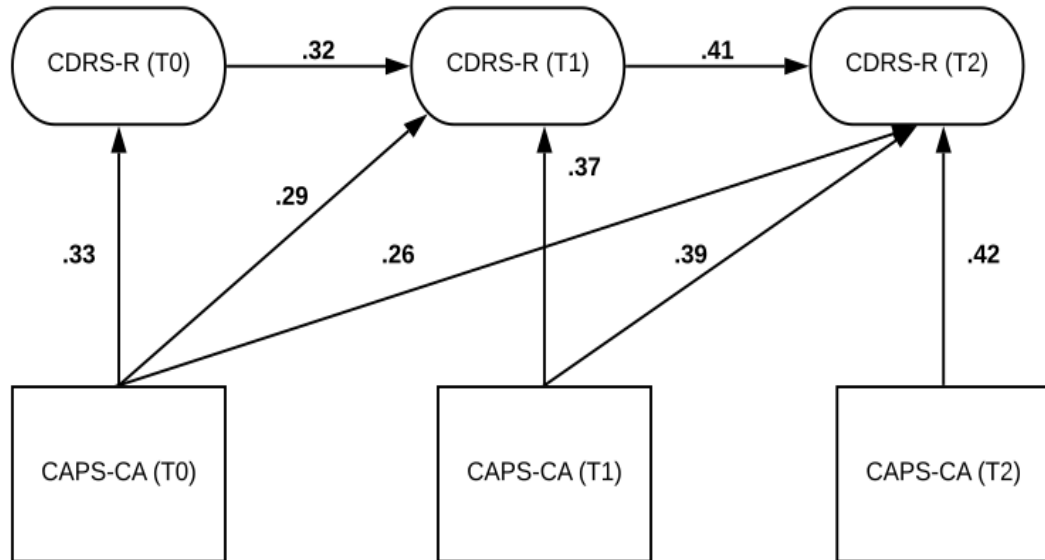 CDRS-R (T0)
.32
CDRS-R (T1)
.41
CDRS-R (T2)
.37
.29
.33
.26
.39
.42
CAPS-CA (T0)
CAPS-CA (T1)
CAPS-CA (T2)